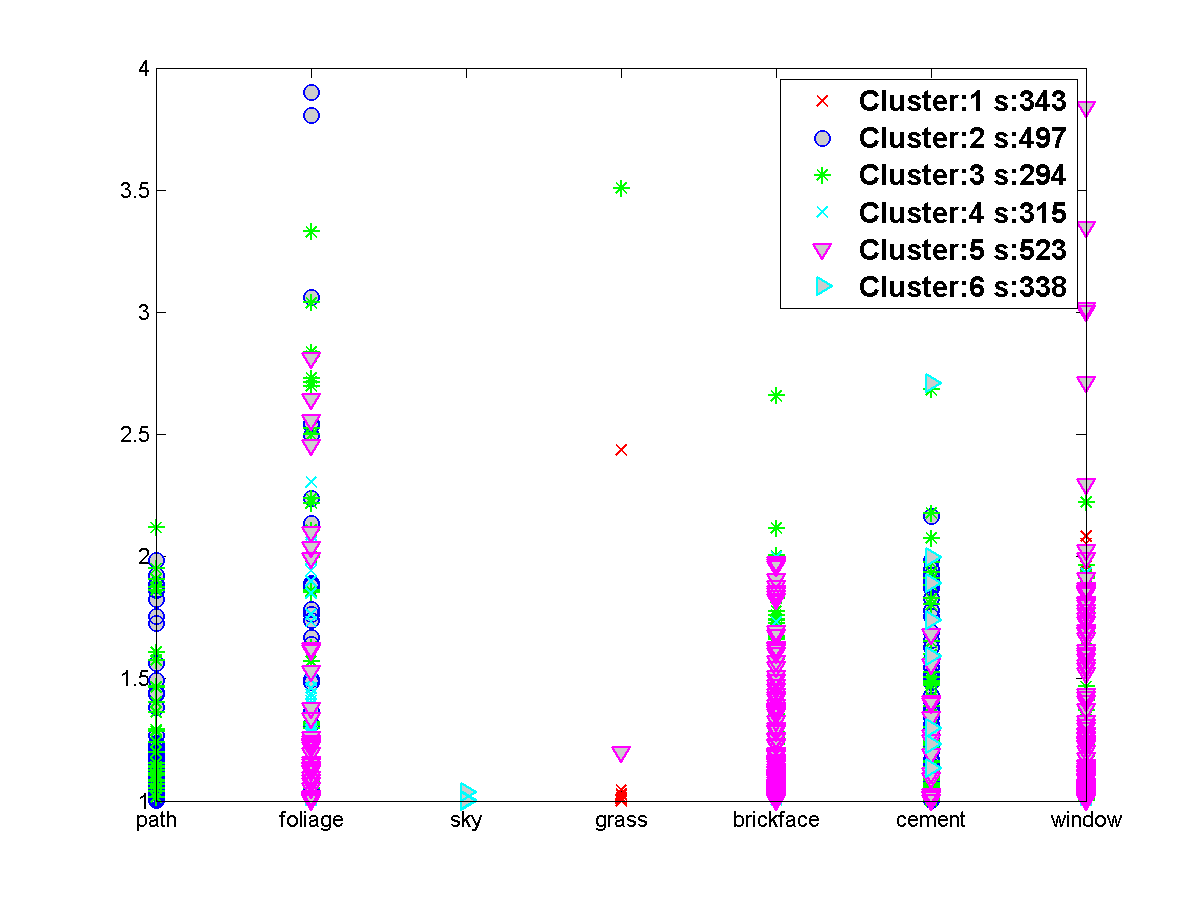 4
3.5
3
2.5
2
1.5
1
path foliage sky grass brickface cement window
Cluster:1 s:343
Cluster:2 s:497
Cluster:3 s:294
Cluster:4 s:315
Cluster:5 s:523
Cluster:6 s:338